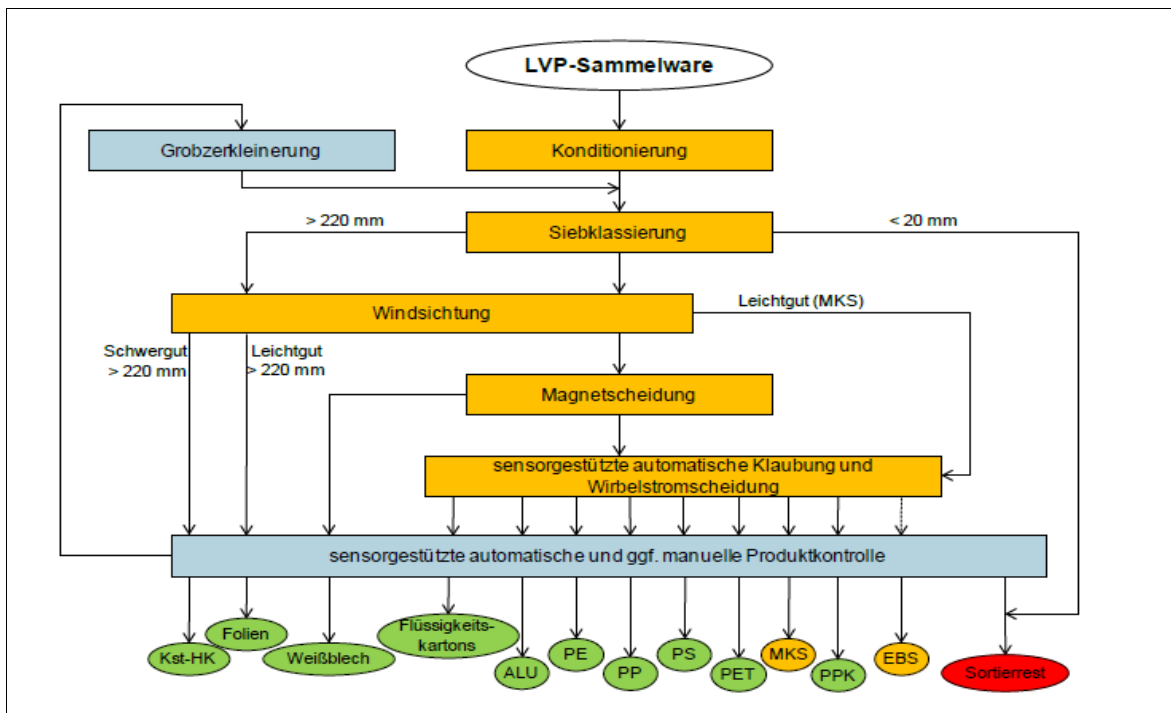 LVP-Sammelware
Grobzerkleinerung
Konditionierung
> 220 mm
Siebklassierung
< 20 mm
Leichtgut (MKS)
Windsichtung
Schwergut
> 220 mm
Leichtgut
> 220 mm
Magnetscheidung
sensorgestützte automatische Klaubung und
Wirbelstromscheidung
sensorgestützte automatische und ggf. manuelle Produktkontrolle
Kst-HK
Folien
Weißblech
Flüssigkeits-
kartons
ALU
PE
PP
PS
PET
MKS
PPK
EBS
Sortierrest